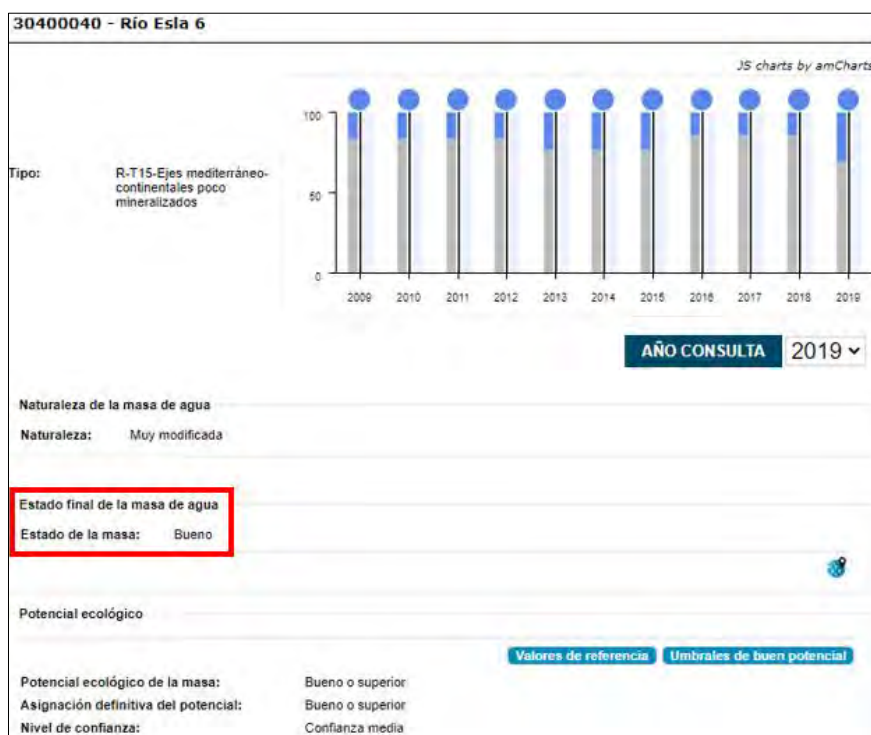 30400040 - Río Esla 6
JS charts by amCharts
100
50
0
2009 2010 2011 2012 2013 2014 2015 2016 2017 2018 2019
Tipo: R-T15-Ejes mediterráneo-
continentales poco
mineralizados
AÑO CONSULTA 2019
Naturaleza de la masa de agua
Naturaleza: Muy modificada
Estado final de la masa de agua
Estado de la masa: Bueno
Potencial ecológico
Valores de referencia Umbrales de buen potencial
Potencial ecológico de la masa: Bueno o superior
Asignación definitiva del potencial: Bueno o superior
Nivel de confianza: Confianza media